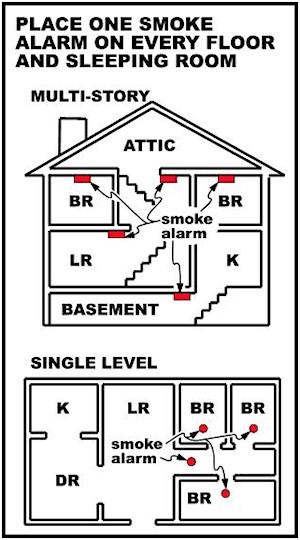 PLACE ONE SMOKE
ALARM ON EVERY FLOOR
AND SLEEPING ROOM
MULTI-STORY
ATTIC
BR
BR
smoke
alarm
LR
K
BASEMENT
SINGLE LEVEL
K
LR
BR
BR
smoke
alarm
DR
BR